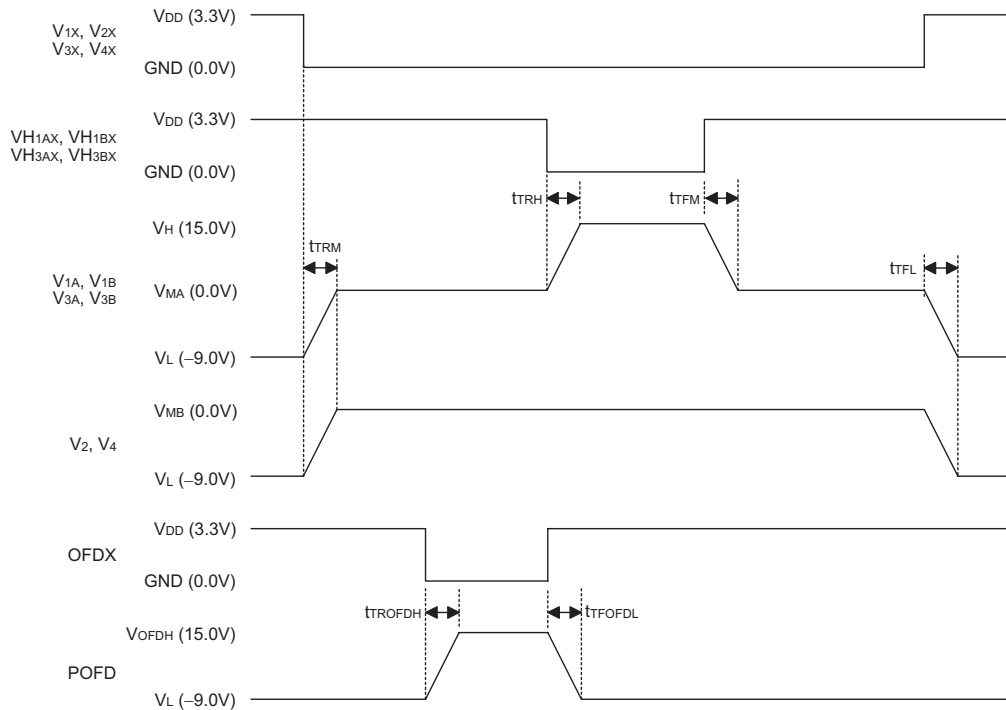 V1X, V2X
V3X, V4X
VDD (3.3V)
GND (0.0V)
VH1AX, VH1BX
VH3AX, VH3BX
VDD (3.3V)
GND (0.0V)
tTRH
tTFM
VH (15.0V)
tTRM
tTFL
V1A, V1B
V3A, V3B
VMA (0.0V)
VL (–9.0V)
VMB (0.0V)
V2, V4
VL (–9.0V)
VDD (3.3V)
OFDX
GND (0.0V)
tTROFDH
tTFOFDL
VOFDH (15.0V)
POFD
VL (–9.0V)